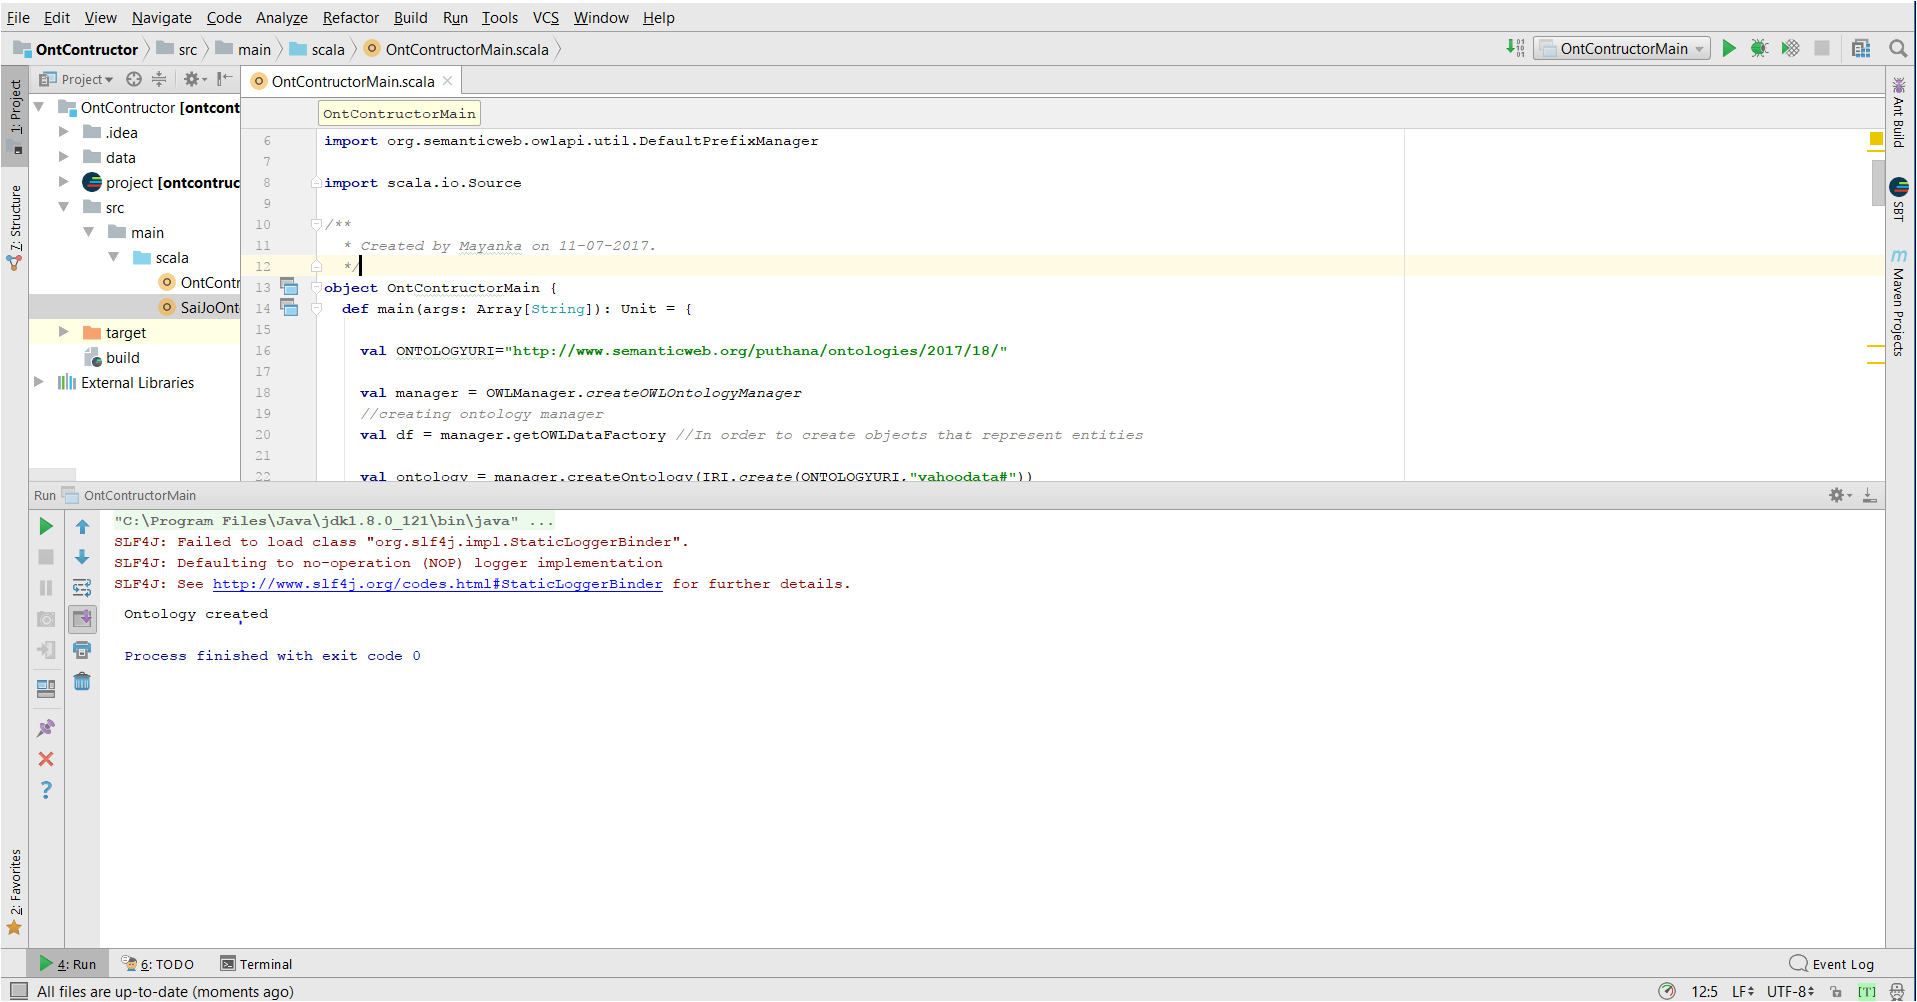 File Edit View Navigate Code Analyze Refactor Build Run Tools VCS Window Help
OntContructor src main scala OntContructorMain.scala OntContructorMain
1: Project
7: Structure
2: Favorites
Project
OntContructor [ontcont
.idea
data
project [ontcontruc
src
main
scala
OntContr
SaiJoOnt
target
build
External Libraries
OntContructorMain.scala
OntContructorMain
6 import org.semanticweb.owlapi.util.DefaultPrefixManager
7
8 import scala.io.Source
9
10 /**
11 * Created by Mayanka on 11-07-2017.
12 */
13 object OntContructorMain {
14 def main(args: Array[String]): Unit = {
15
16 val ONTOLOGYURI="http://www.semanticweb.org/puthana/ontologies/2017/18/"
17
18 val manager = OWLManager.createOWLOntologyManager
19 //creating ontology manager
20 val df = manager.getOWLDataFactory //In order to create objects that represent entities
21
22 val ontology = manager.createOntology(IRI.create(ONTOLOGYURI,"yahoodata#"))
Ant Build
SBT
Maven Projects
Run OntContructorMain
"C:\Program Files\Java\jdk1.8.0_121\bin\java" ...
SLF4J: Failed to load class "org.slf4j.impl.StaticLoggerBinder".
SLF4J: Defaulting to no-operation (NOP) logger implementation
SLF4J: See http://www.slf4j.org/codes.html#StaticLoggerBinder for further details.
Ontology created
Process finished with exit code 0
4: Run 6: TODO Terminal Event Log
All files are up-to-date (moments ago) 12:5 LF UTF-8 [T]